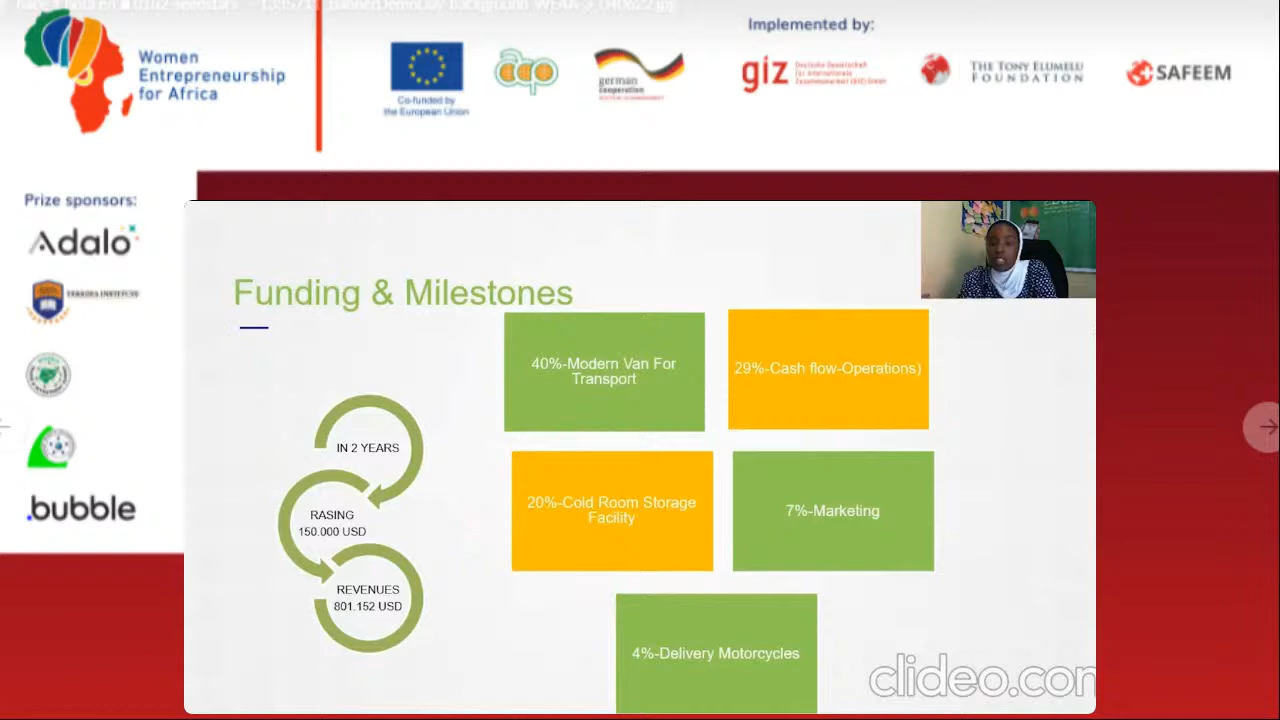 Implemented by:
Women
Entrepreneurship
for Africa
Co-funded by
the European Union
german
cooperation
giz
THE TONY ELUMELU
FOUNDATION
SAFEEM
Prize sponsors:
Adalo
.bubble
Funding & Milestones
40%-Modern Van For
Transport
29%-Cash flow-Operations)
IN 2 YEARS
20%-Cold Room Storage
Facility
7%-Marketing
RASING
150.000 USD
REVENUES
801.152 USD
4%-Delivery Motorcycles
clideo.com